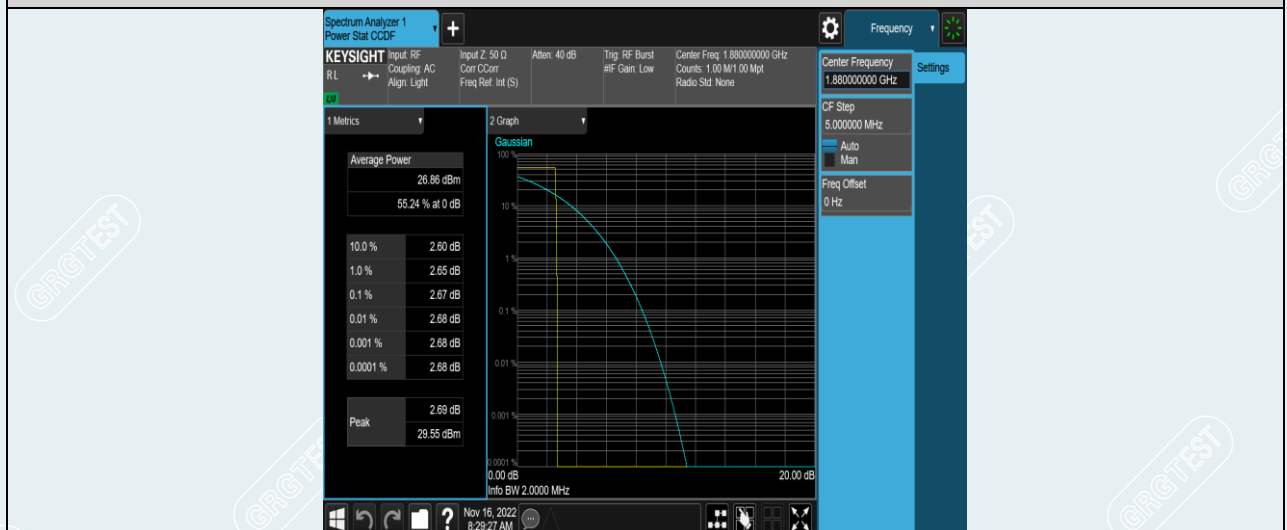 Spectrum Analyzer 1
Power Stat CCDF
+
Frequency
KEYSIGHT
Input: RF
Input Z: 50 Ω
Atten: 40 dB
Trig: RF Burst
Center Freq: 1.880000000 GHz
RL
Coupling: AC
Corr CCorr
#IF Gain: Low
Counts: 1.00 M/1.00 Mpt
Align: Light
Freq Ref: Int (S)
Radio Std: None
Center Frequency
Settings
1.880000000 GHz
CF Step
5.000000 MHz
Auto
Man
Freq Offset
0 Hz
1 Metrics
2 Graph
Gaussian
Average Power
26.86 dBm
55.24 % at 0 dB
10.0 % 2.60 dB
1.0 % 2.65 dB
0.1 % 2.67 dB
0.01 % 2.68 dB
0.001 % 2.68 dB
0.0001 % 2.68 dB
Peak
2.69 dB
29.55 dBm
100 %
10 %
1 %
0.1 %
0.01 %
0.001 %
0.0001 %
0.00 dB
20.00 dB
Info BW 2.0000 MHz
?
Nov 16, 2022
8:29:27 AM
GRGTEST
GRGTEST
GRGTEST